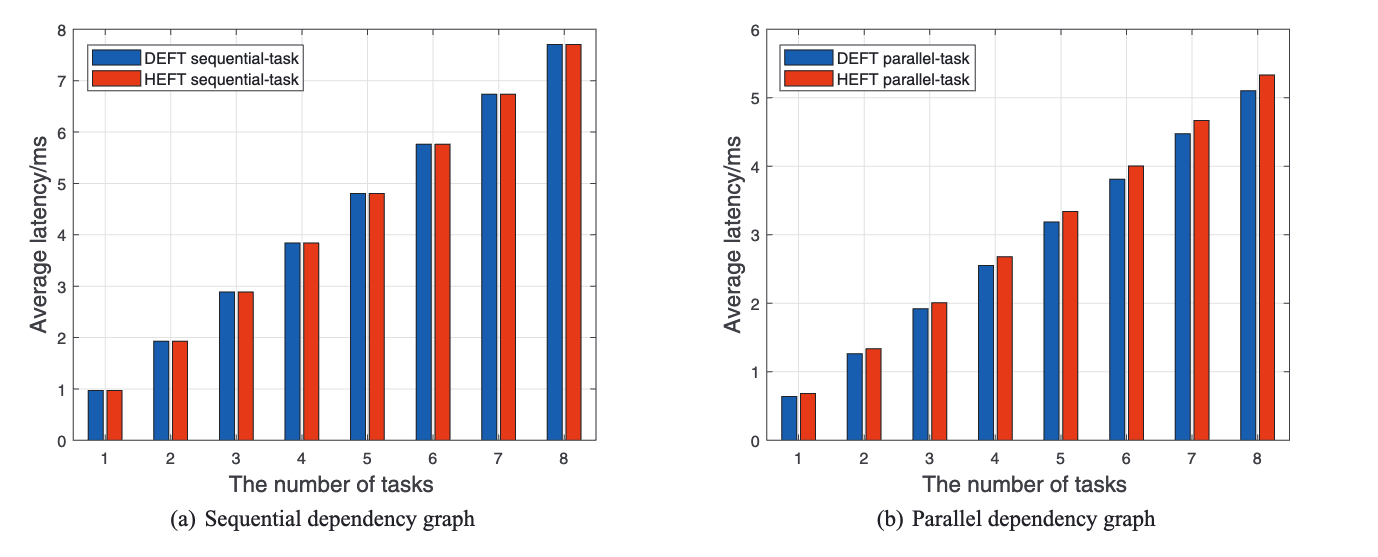 8
7
6
5
4
3
2
1
0
Average latency/ms
DEFT sequential-task
HEFT sequential-task
1 2 3 4 5 6 7 8
The number of tasks
(a) Sequential dependency graph
6
5
4
3
2
1
0
Average latency/ms
DEFT parallel-task
HEFT parallel-task
1 2 3 4 5 6 7 8
The number of tasks
(b) Parallel dependency graph